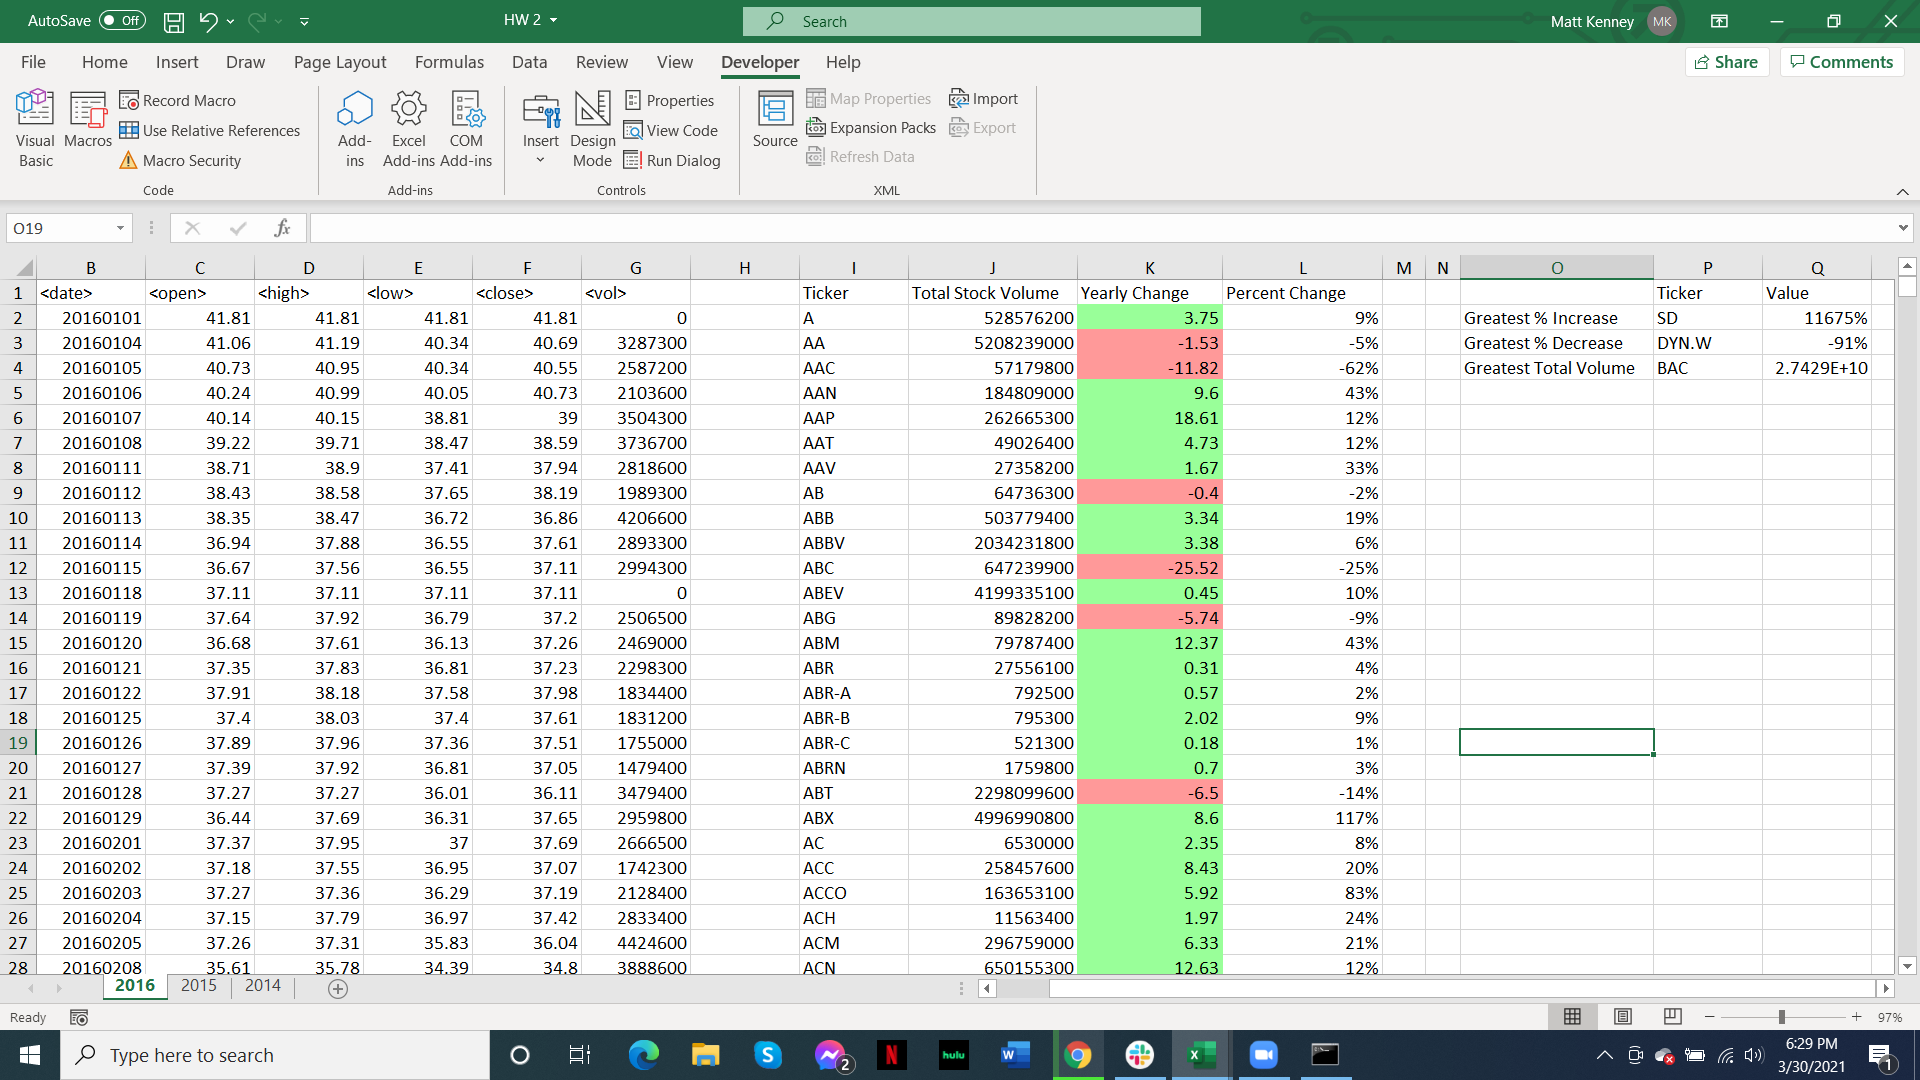 AutoSave Off HW 2 Search Matt Kenney MK
File Home Insert Draw Page Layout Formulas Data Review View Developer Help Share Comments
Visual Basic
Macros
Record Macro
Use Relative References
Macro Security
Code
Add-ins
Excel Add-ins
COM Add-ins
Add-ins
Insert
Design Mode
Properties
View Code
Run Dialog
Controls
Source
Map Properties
Expansion Packs
Refresh Data
Import
Export
XML
O19 fx
B C D E F G H I J K L M N O P Q
1 <date> <open> <high> <low> <close> <vol> Ticker Total Stock Volume Yearly Change Percent Change Ticker Value
2 20160101 41.81 41.81 41.81 41.81 0 A 528576200 3.75 9% Greatest % Increase SD 11675%
3 20160104 41.06 41.19 40.34 40.69 3287300 AA 5208239000 -1.53 -5% Greatest % Decrease DYN.W -91%
4 20160105 40.73 40.95 40.34 40.55 2587200 AAC 57179800 -11.82 -62% Greatest Total Volume BAC 2.7429E+10
5 20160106 40.24 40.99 40.05 40.73 2103600 AAN 184809000 9.6 43%
6 20160107 40.14 40.15 38.81 39 3504300 AAP 262665300 18.61 12%
7 20160108 39.22 39.71 38.47 38.59 3736700 AAT 49026400 4.73 12%
8 20160111 38.71 38.9 37.41 37.94 2818600 AAV 27358200 1.67 33%
9 20160112 38.43 38.58 37.65 38.19 1989300 AB 64736300 -0.4 -2%
10 20160113 38.35 38.47 36.72 36.86 4206600 ABB 503779400 3.34 19%
11 20160114 36.94 37.88 36.55 37.61 2893300 ABBV 2034231800 3.38 6%
12 20160115 36.67 37.56 36.55 37.11 2994300 ABC 647239900 -25.52 -25%
13 20160118 37.11 37.11 37.11 37.11 0 ABEV 4199335100 0.45 10%
14 20160119 37.64 37.92 36.79 37.2 2506500 ABG 89828200 -5.74 -9%
15 20160120 36.68 37.61 36.13 37.26 2469000 ABM 79787400 12.37 43%
16 20160121 37.35 37.83 36.81 37.23 2298300 ABR 27556100 0.31 4%
17 20160122 37.91 38.18 37.58 37.98 1834400 ABR-A 792500 0.57 2%
18 20160125 37.4 38.03 37.4 37.61 1831200 ABR-B 795300 2.02 9%
19 20160126 37.89 37.96 37.36 37.51 1755000 ABR-C 521300 0.18 1%
20 20160127 37.39 37.92 36.81 37.05 1479400 ABRN 1759800 0.7 3%
21 20160128 37.27 37.27 36.01 36.11 3479400 ABT 2298099600 -6.5 -14%
22 20160129 36.44 37.69 36.31 37.65 2959800 ABX 4996990800 8.6 117%
23 20160201 37.37 37.95 37 37.69 2666500 AC 6530000 2.35 8%
24 20160202 37.18 37.55 36.95 37.07 1742300 ACC 258457600 8.43 20%
25 20160203 37.27 37.36 36.29 37.19 2128400 ACCO 163653100 5.92 83%
26 20160204 37.15 37.79 36.97 37.42 2833400 ACH 11563400 1.97 24%
27 20160205 37.26 37.31 35.83 36.04 4424600 ACM 296759000 6.33 21%
28 20160208 35.61 35.78 34.39 34.8 3888600 ACN 650155300 12.63 12%
2016 2015 2014
Ready 97%
Type here to search 2 N hulu W X 6:29 PM
3/30/2021 1